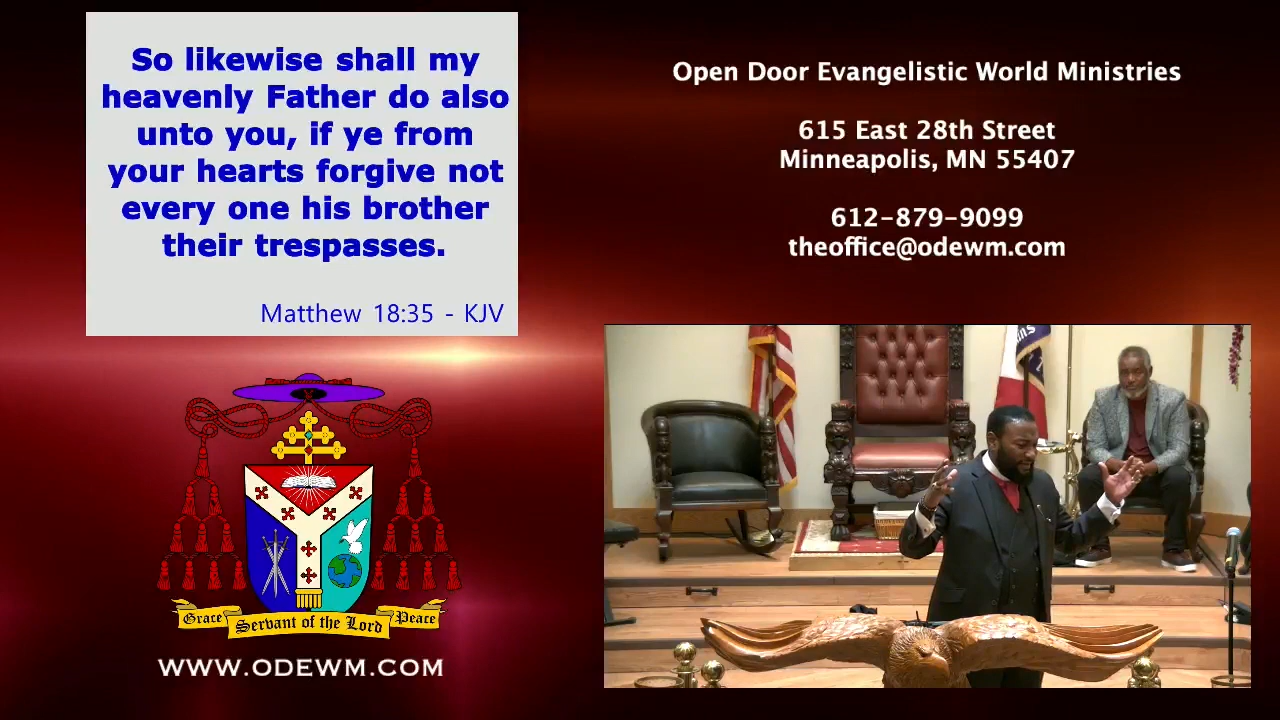 So likewise shall my
heavenly Father do also
unto you, if ye from
your hearts forgive not
every one his brother
their trespasses.
Matthew 18:35 - KJV
Open Door Evangelistic World Ministries
615 East 28th Street
Minneapolis, MN 55407
612-879-9099
theoffice@odewm.com
Grace Servant of the Lord Peace
WWW.ODEWM.COM